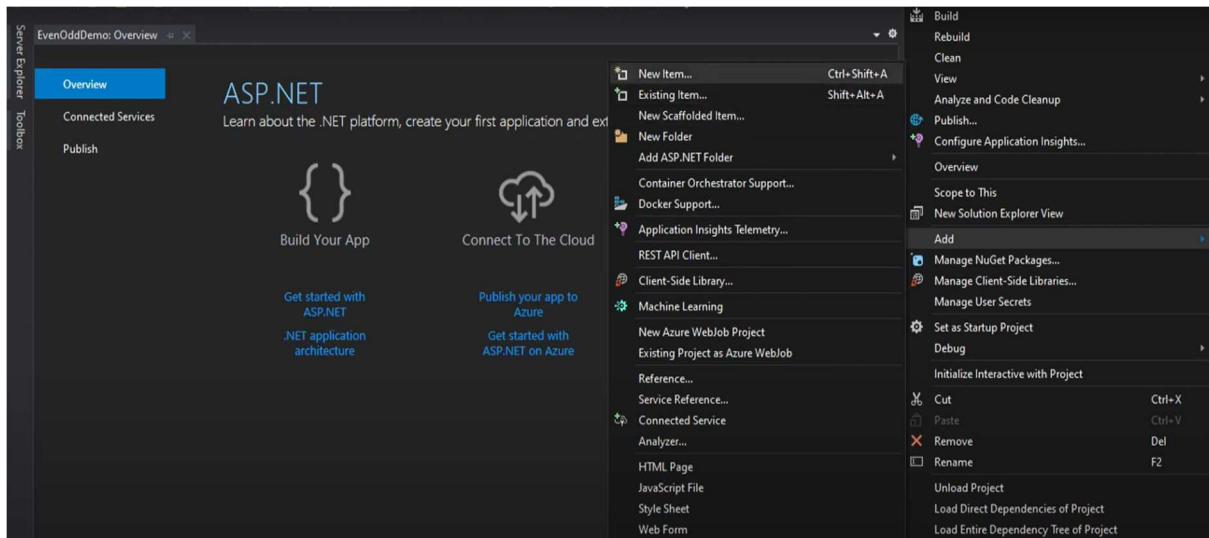 Server Explorer
Toolbox
EvenOddDemo: Overview
Overview
Connected Services
Publish
ASP.NET
Learn about the .NET platform, create your first application and ext
Build Your App
Connect To The Cloud
Get started with
ASP.NET
.NET application
architecture
Publish your app to
Azure
Get started with
ASP.NET on Azure
New Item... Ctrl+Shift+A
Existing Item... Shift+Alt+A
New Scaffolded Item...
New Folder
Add ASP.NET Folder
Container Orchestrator Support...
Docker Support...
Application Insights Telemetry...
REST API Client...
Client-Side Library...
Machine Learning
New Azure WebJob Project
Existing Project as Azure WebJob
Reference...
Service Reference...
Connected Service
Analyzer...
HTML Page
JavaScript File
Style Sheet
Web Form
Build
Rebuild
Clean
View
Analyze and Code Cleanup
Publish...
Configure Application Insights...
Overview
Scope to This
New Solution Explorer View
Add
Manage NuGet Packages...
Manage Client-Side Libraries...
Manage User Secrets
Set as Startup Project
Debug
Initialize Interactive with Project
Cut Ctrl+X
Paste Ctrl+V
Remove Del
Rename F2
Unload Project
Load Direct Dependencies of Project
Load Entire Dependency Tree of Project